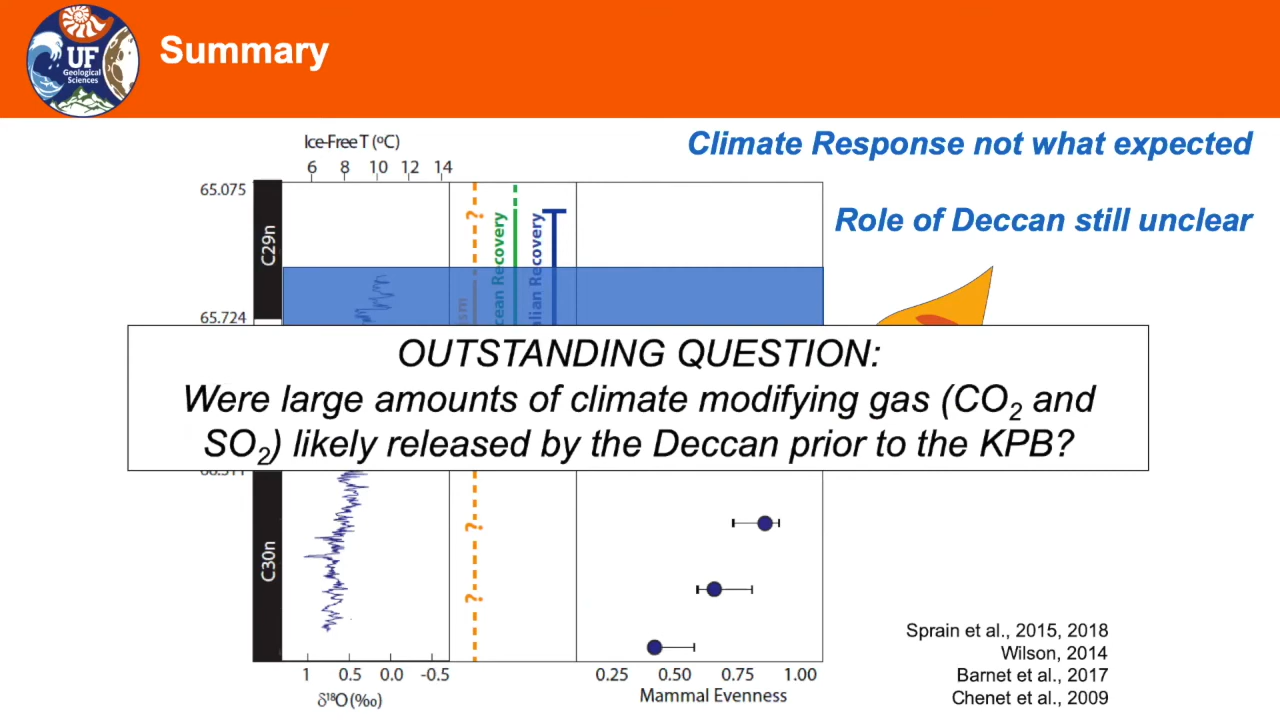 UF
Geological
Sciences
Summary
Climate Response not what expected
Role of Deccan still unclear
Ice-Free T (ºC)
6 8 10 12 14
65.075
C29n
65.724
?
Recovery
Recovery
OUTSTANDING QUESTION:
Were large amounts of climate modifying gas (CO₂ and
SO₂) likely released by the Deccan prior to the KPB?
C30n
?
?
1 0.5 0.0 -0.5
δ¹⁸O (‰)
0.25 0.50 0.75 1.00
Mammal Evenness
Sprain et al., 2015, 2018
Wilson, 2014
Barnet et al., 2017
Chenet et al., 2009